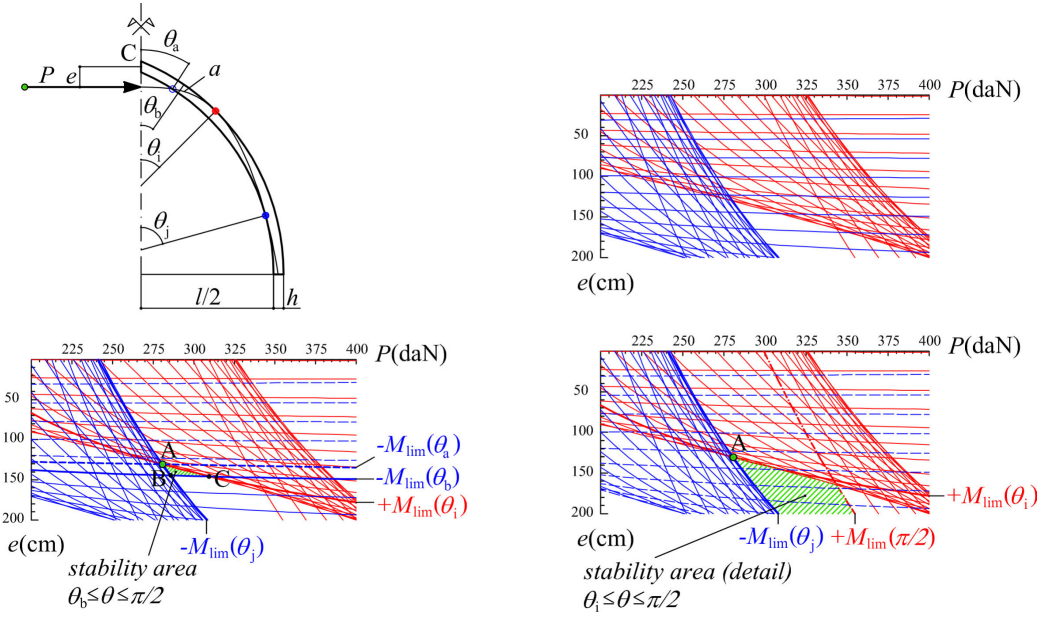 C
θa
P
e
a
θb
θi
θj
l/2
h
225 250 275 300 325 350 375 400 P(daN)
50
100
150
200
e(cm)
225 250 275 300 325 350 375 400 P(daN)
50
100
150
200
e(cm)
A
B
C
-Mlim(θa)
-Mlim(θb)
+Mlim(θi)
-Mlim(θj)
stability area
θb≤θ≤π/2
225 250 275 300 325 350 375 400 P(daN)
50
100
150
200
e(cm)
A
+Mlim(θi)
-Mlim(θj) +Mlim(π/2)
stability area (detail)
θi≤θ≤π/2